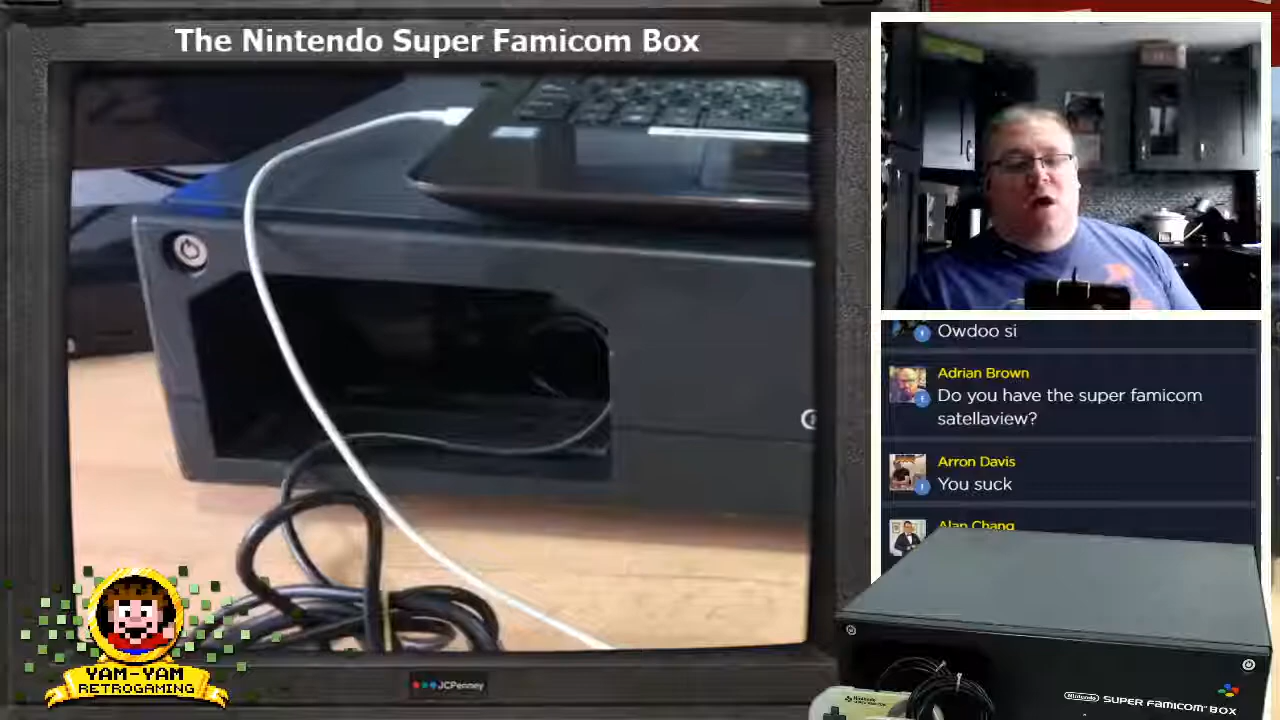 The Nintendo Super Famicom Box
Owdoo si
Adrian Brown
Do you have the super famicom
satellaview?
Arron Davis
You suck
Alan Chang
YAM-YAM
RETROGAMING
JCPenney
Nintendo SUPER FAMICOM BOX